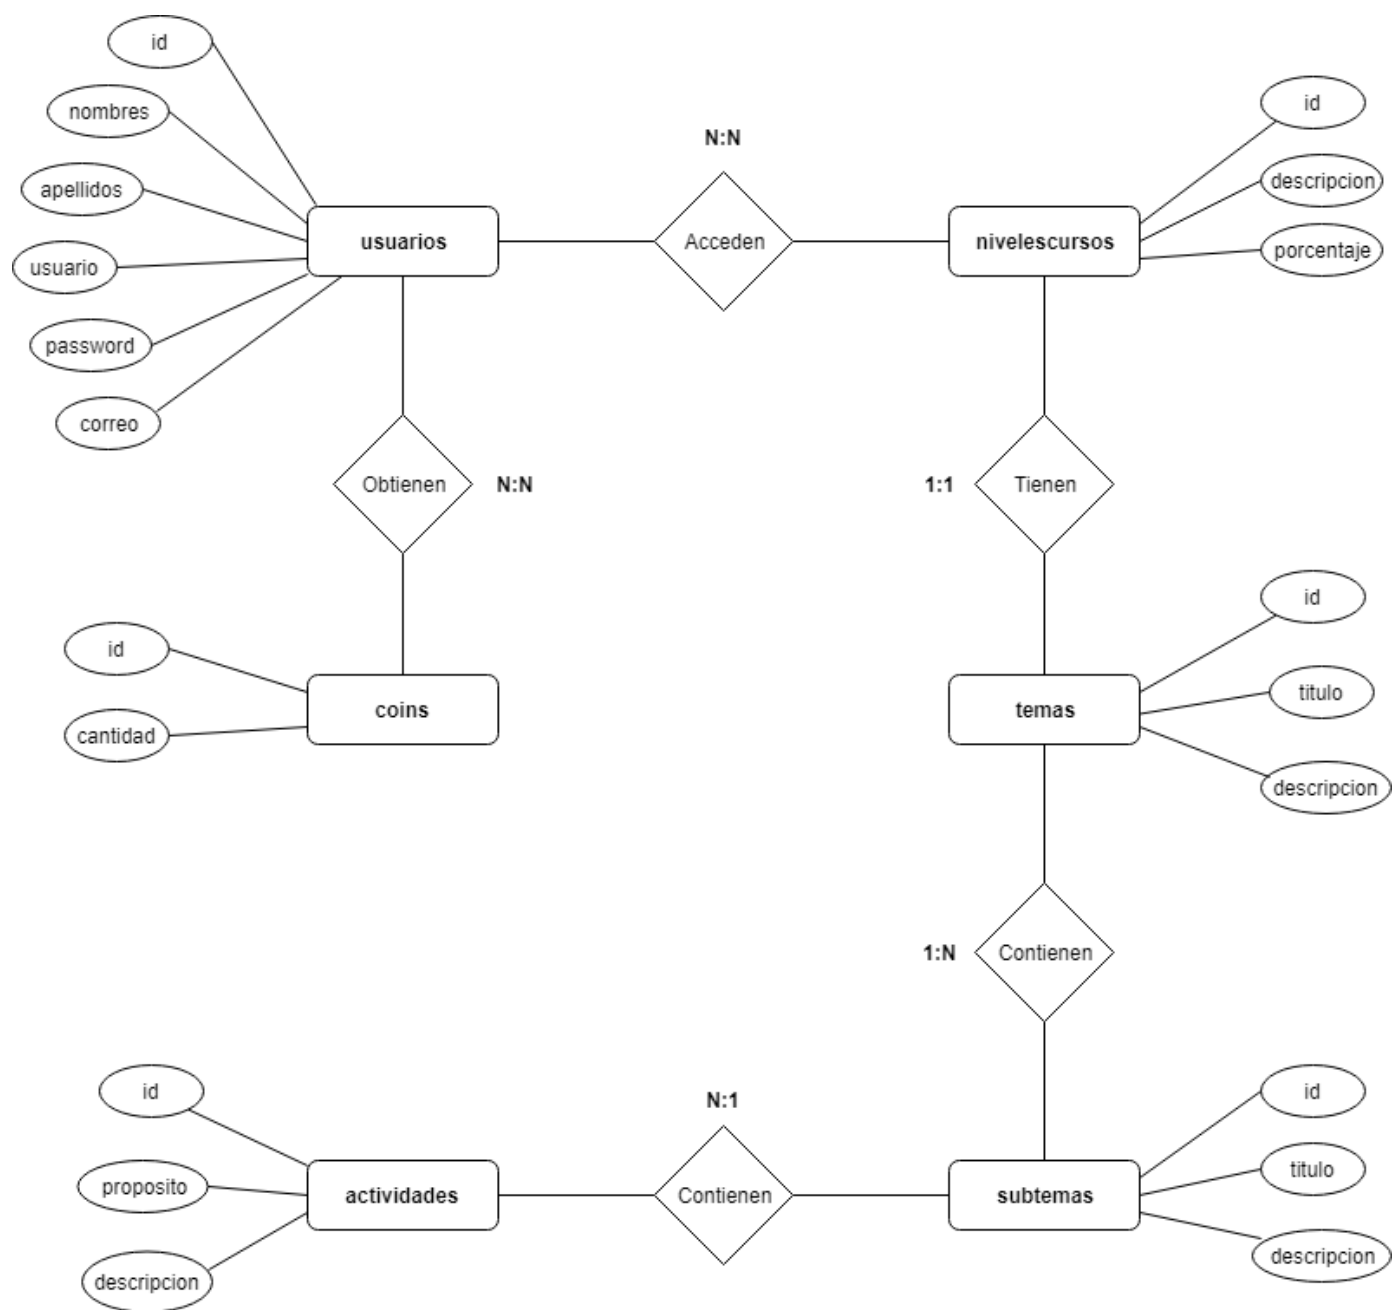 id
nombres
apellidos
usuario
password
correo
usuarios
N:N
Acceden
nivelescursos
id
descripcion
porcentaje
Obtienen
N:N
1:1
Tienen
id
cantidad
coins
temas
id
titulo
descripcion
1:N
Contienen
id
proposito
descripcion
actividades
N:1
Contienen
subtemas
id
titulo
descripcion